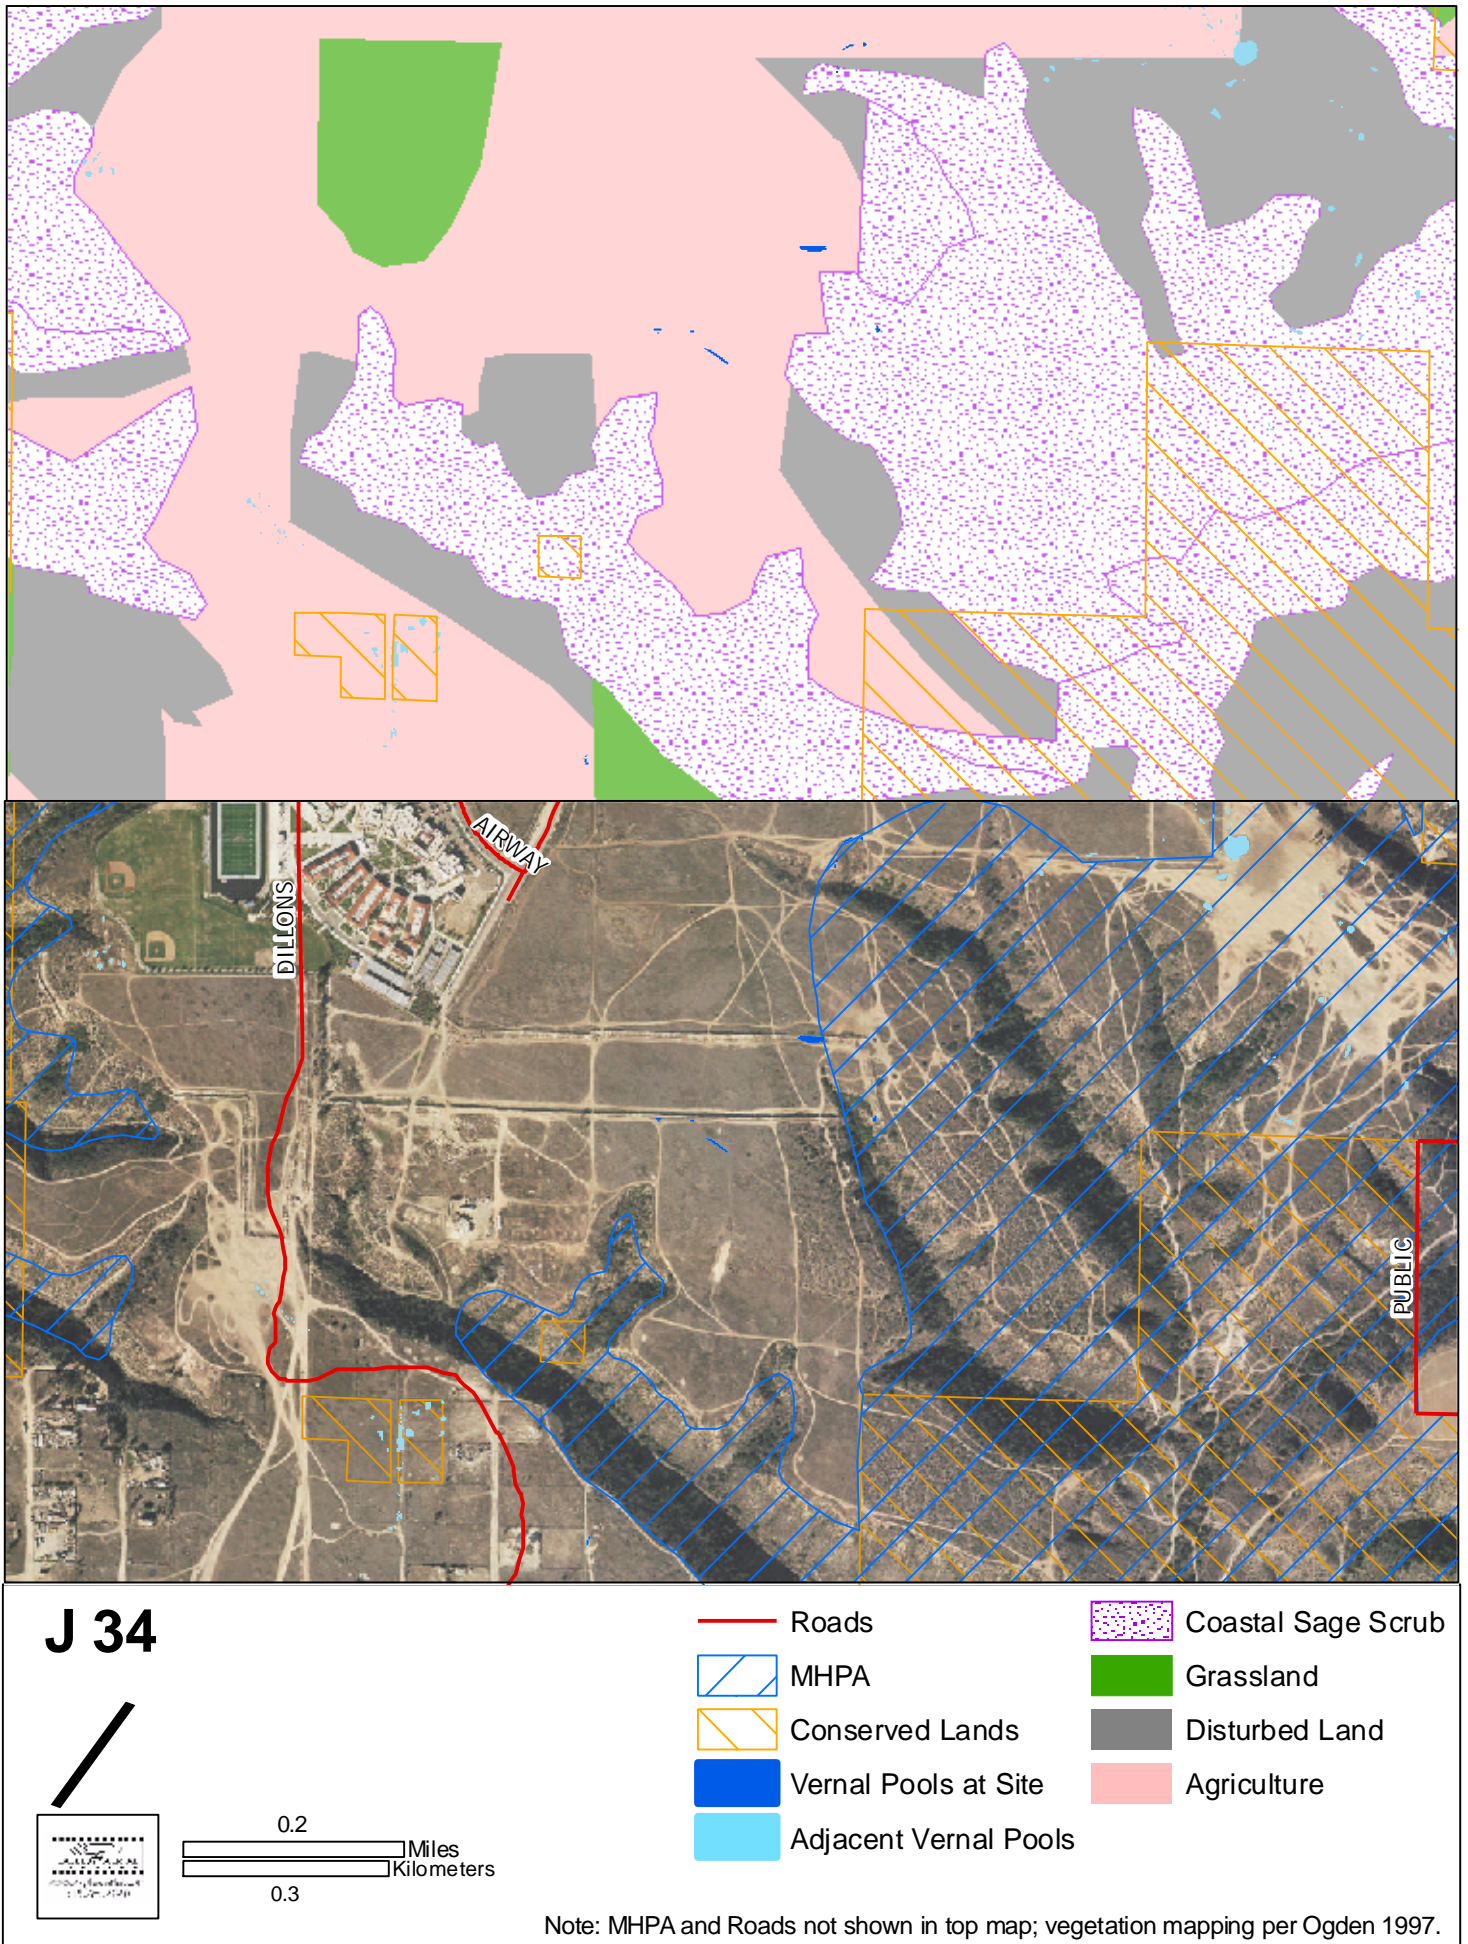 AIRWAY
DILLONS
PUBLIC
J 34
Roads
MHPA
Conserved Lands
Vernal Pools at Site
Adjacent Vernal Pools
Coastal Sage Scrub
Grassland
Disturbed Land
Agriculture
0.2
Miles
Kilometers
0.3
Note: MHPA and Roads not shown in top map; vegetation mapping per Ogden 1997.